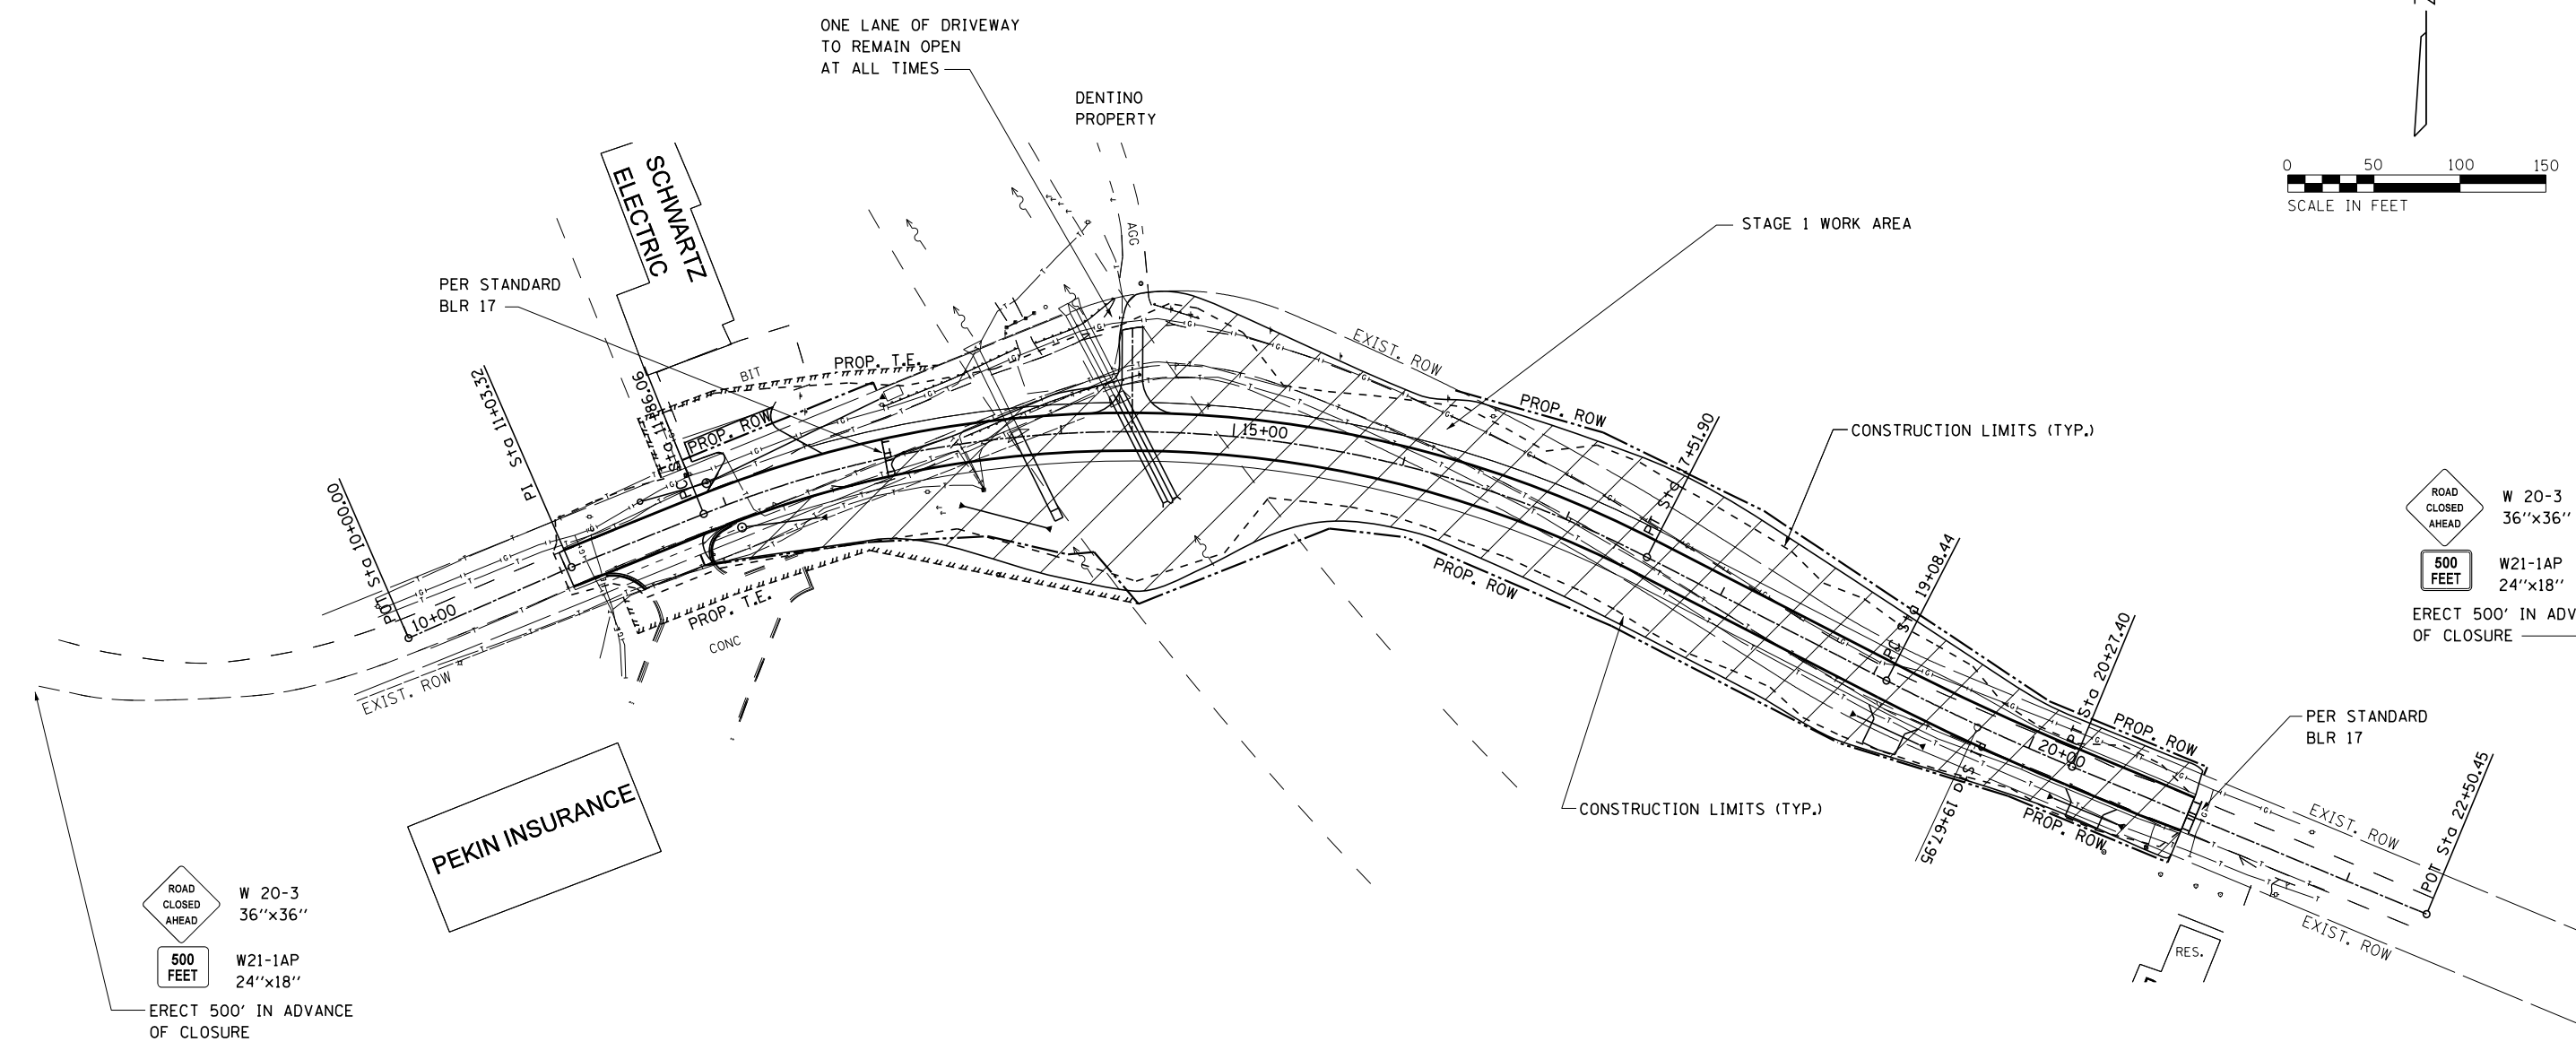 ONE LANE OF DRIVEWAY
TO REMAIN OPEN
AT ALL TIMES
DENTINO
PROPERTY
0 50 100 150
SCALE IN FEET
SCHWARTZ
ELECTRIC
AGG
STAGE 1 WORK AREA
PER STANDARD
BLR 17
EXIST. ROW
BIT
PROP. T.E.
PROP. ROW
PROP. ROW
PI Sta 11+03.32
PC Sta 11+86.06
15+00
PT Sta 17+51.90
CONSTRUCTION LIMITS (TYP.)
POT Sta 10+00.00
10+00
ROAD
CLOSED
AHEAD
W 20-3
36"x36"
500
FEET
W21-1AP
24"x18"
ERECT 500' IN ADV
OF CLOSURE
PROP. T.E.
CONC
PROP. ROW
PC Sta 19+08.44
PT Sta 20+27.40
EXIST. ROW
PROP. ROW
20+00
PER STANDARD
BLR 17
PI Sta 19+67.95
PROP. ROW
CONSTRUCTION LIMITS (TYP.)
EXIST. ROW
POT Sta 22+50.45
PEKIN INSURANCE
EXIST. ROW
RES.
ROAD
CLOSED
AHEAD
W 20-3
36"x36"
500
FEET
W21-1AP
24"x18"
ERECT 500' IN ADVANCE
OF CLOSURE